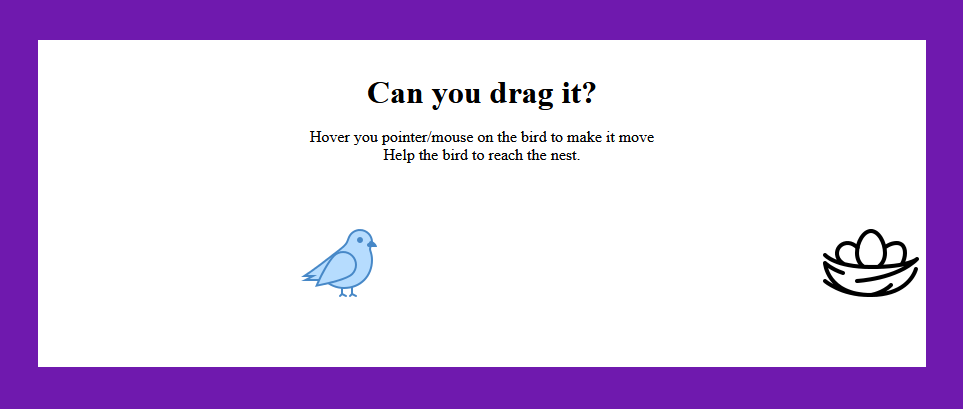 Can you drag it?
Hover you pointer/mouse on the bird to make it move
Help the bird to reach the nest.